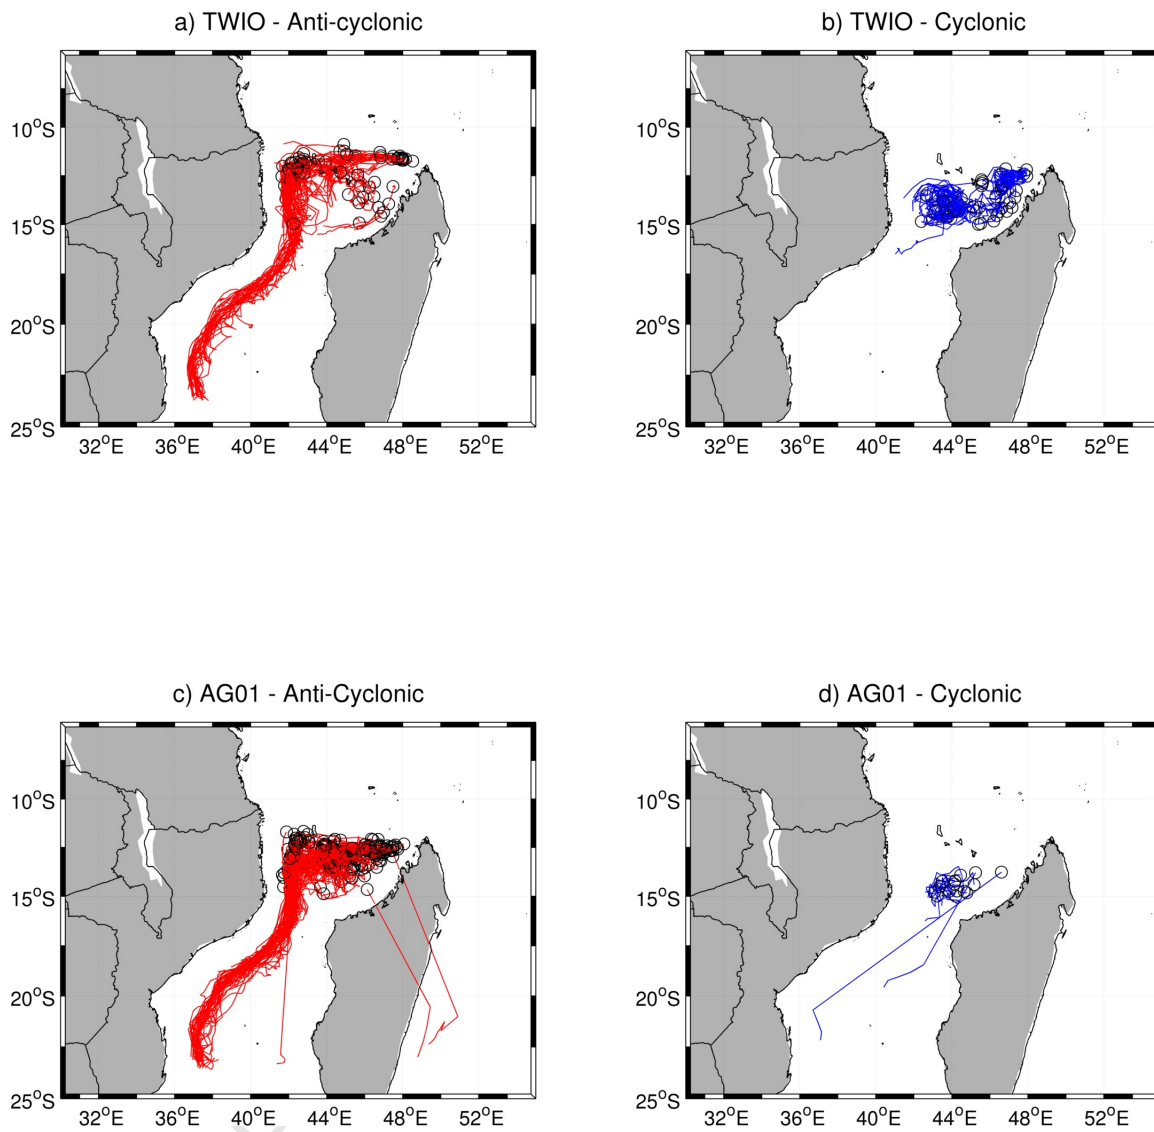 a) TWIO - Anti-cyclonic
b) TWIO - Cyclonic
10°S
15°S
20°S
25°S
32°E 36°E 40°E 44°E 48°E 52°E
10°S
15°S
20°S
25°S
32°E 36°E 40°E 44°E 48°E 52°E
c) AG01 - Anti-Cyclonic
d) AG01 - Cyclonic
10°S
15°S
20°S
25°S
32°E 36°E 40°E 44°E 48°E 52°E
10°S
15°S
20°S
25°S
32°E 36°E 40°E 44°E 48°E 52°E